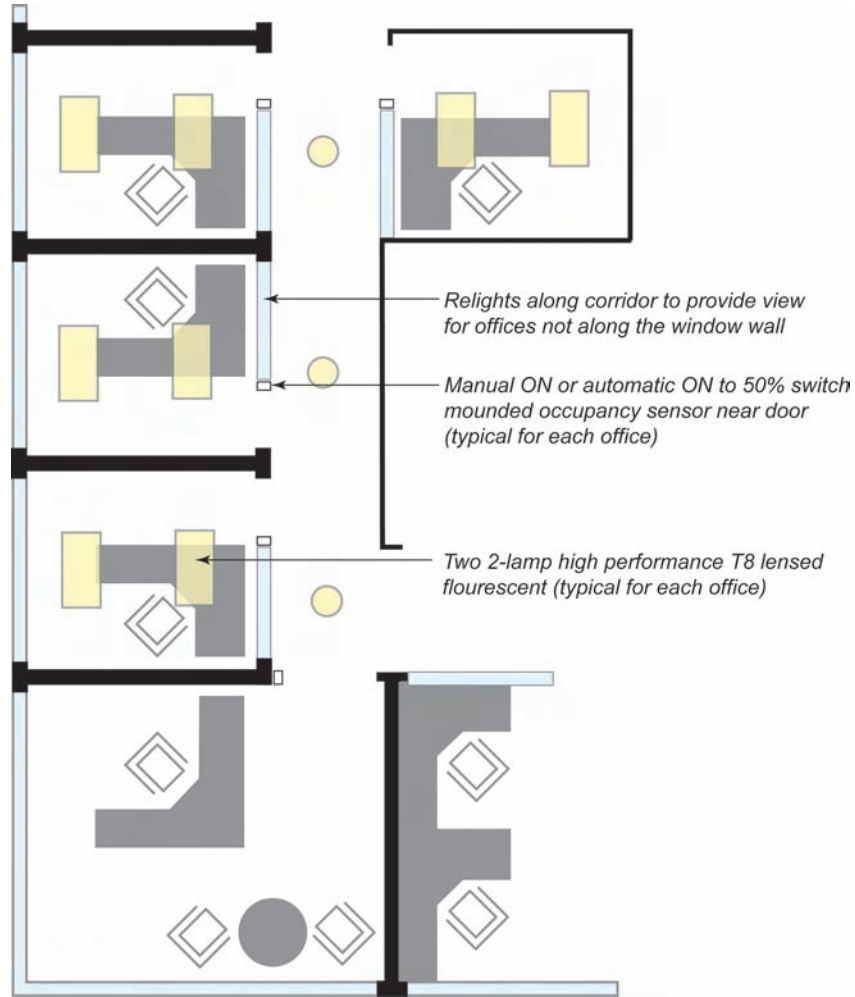 Relights along corridor to provide view
for offices not along the window wall
Manual ON or automatic ON to 50% switch
mounded occupancy sensor near door
(typical for each office)
Two 2-lamp high performance T8 lensed
flourescent (typical for each office)